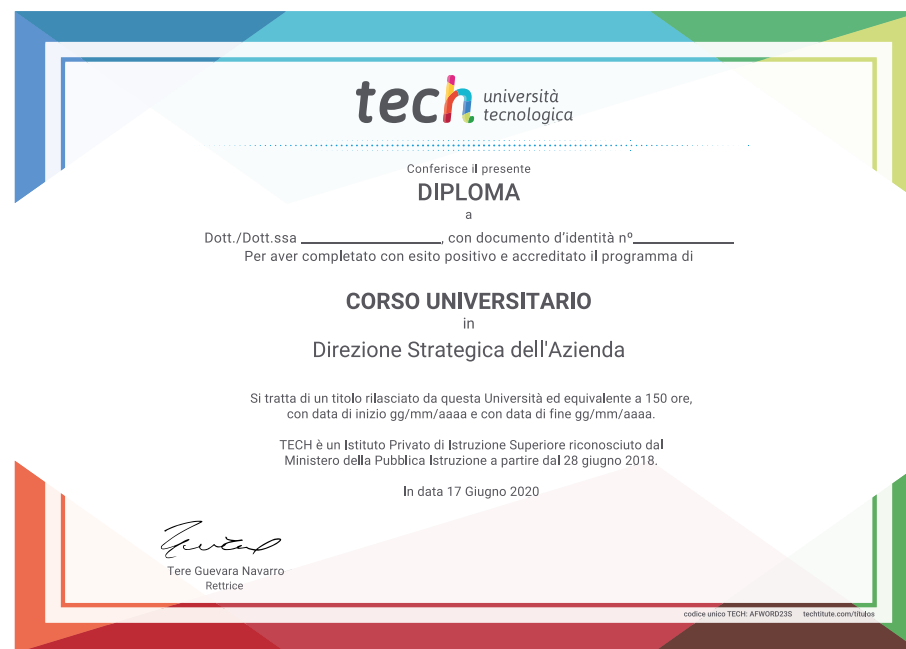 tech università
tecnologica
Conferisce il presente
DIPLOMA
a
Dott./Dott.ssa ____________________, con documento d'identità nº______________
Per aver completato con esito positivo e accreditato il programma di
CORSO UNIVERSITARIO
in
Direzione Strategica dell'Azienda
Si tratta di un titolo rilasciato da questa Università ed equivalente a 150 ore,
con data di inizio gg/mm/aaaa e con data di fine gg/mm/aaaa.
TECH è un Istituto Privato di Istruzione Superiore riconosciuto dal
Ministero della Pubblica Istruzione a partire dal 28 giugno 2018.
In data 17 Giugno 2020
Tere Guevara Navarro
Rettrice
codice unico TECH: AFWORD23S techtitute.com/títulos